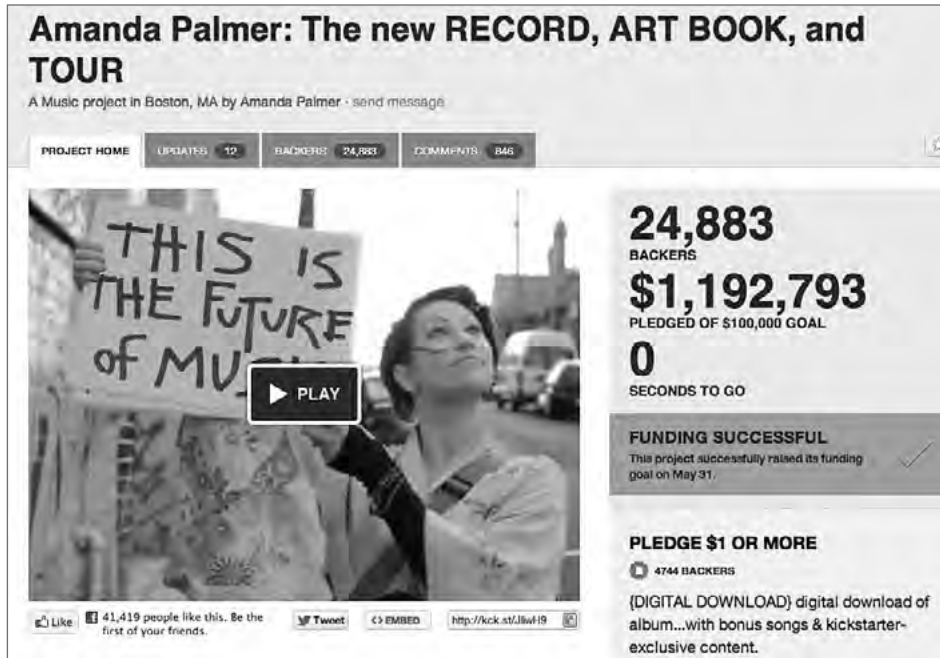 Amanda Palmer: The new RECORD, ART BOOK, and
TOUR
A Music project in Boston, MA by Amanda Palmer · send message
PROJECT HOME
UPDATES 12
BACKERS 24,883
COMMENTS 846
THIS IS
THE FUTURE
OF
PLAY
24,883
BACKERS
$1,192,793
PLEDGED OF $100,000 GOAL
0
SECONDS TO GO
FUNDING SUCCESSFUL
This project successfully raised its funding
goal on May 31.
PLEDGE $1 OR MORE
4744 BACKERS
{DIGITAL DOWNLOAD} digital download of
album...with bonus songs & kickstarter-
exclusive content.
Like
41,419 people like this. Be the
first of your friends.
Tweet
<> EMBED